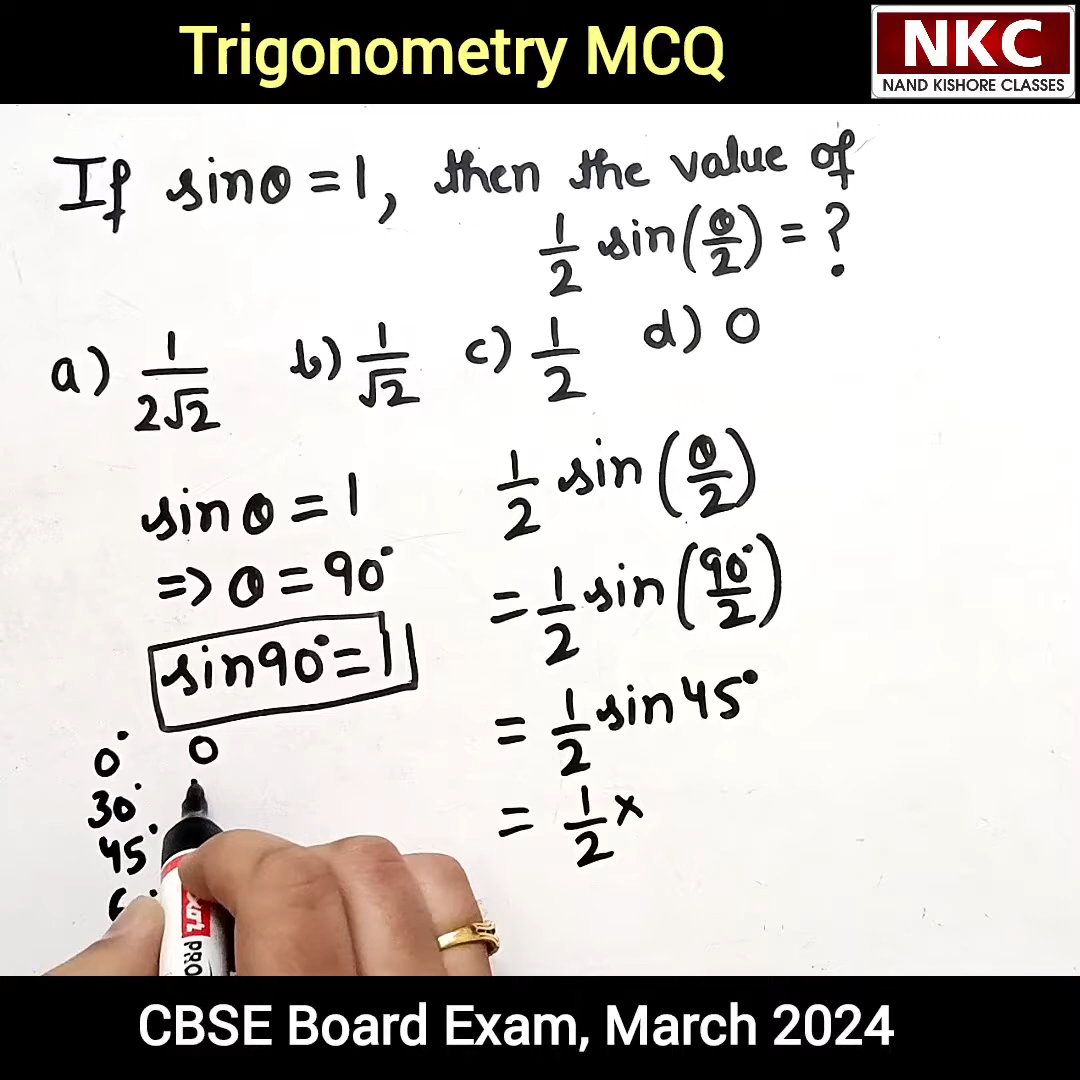 Trigonometry MCQ
NKC
NAND KISHORE CLASSES
If sinθ = 1, then the value of
1/2 sin(θ/2) = ?
a) 1/2√2 b) 1/√2 c) 1/2 d) 0
sinθ = 1
=> θ = 90°
sin90° = 1
0° 0
30°
45°
1/2 sin(θ/2)
= 1/2 sin(90°/2)
= 1/2 sin45°
= 1/2 ×
PRO
CBSE Board Exam, March 2024